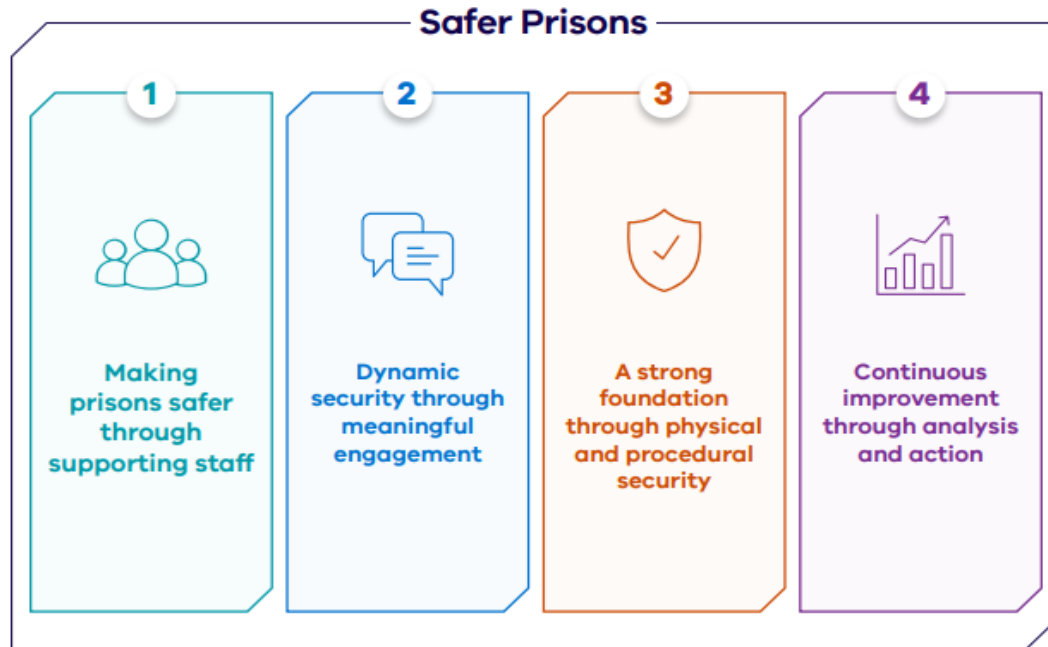 Safer Prisons
1
Making
prisons safer
through
supporting staff
2
Dynamic
security through
meaningful
engagement
3
A strong
foundation
through physical
and procedural
security
4
Continuous
improvement
through analysis
and action